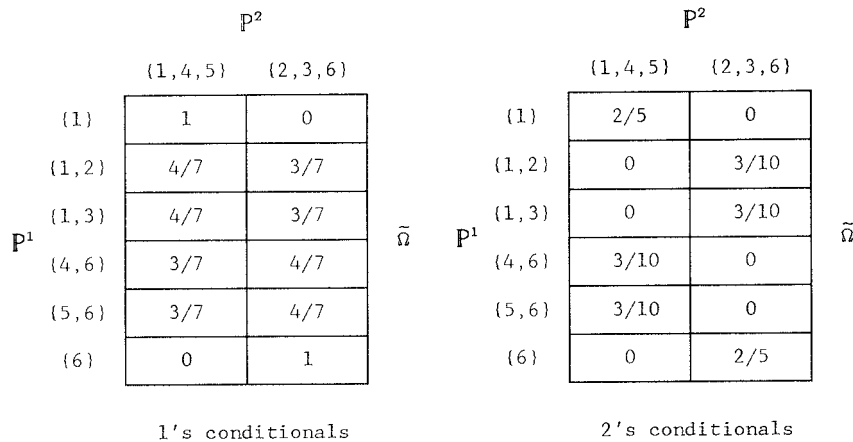 ℙ² ℙ²
{1,4,5} {2,3,6} {1,4,5} {2,3,6}
{1} 1 0 {1} 2/5 0
{1,2} 4/7 3/7 {1,2} 0 3/10
{1,3} 4/7 3/7 {1,3} 0 3/10
ℙ¹ Ω̃ ℙ¹ Ω̃
{4,6} 3/7 4/7 {4,6} 3/10 0
{5,6} 3/7 4/7 {5,6} 3/10 0
{6} 0 1 {6} 0 2/5
1's conditionals 2's conditionals